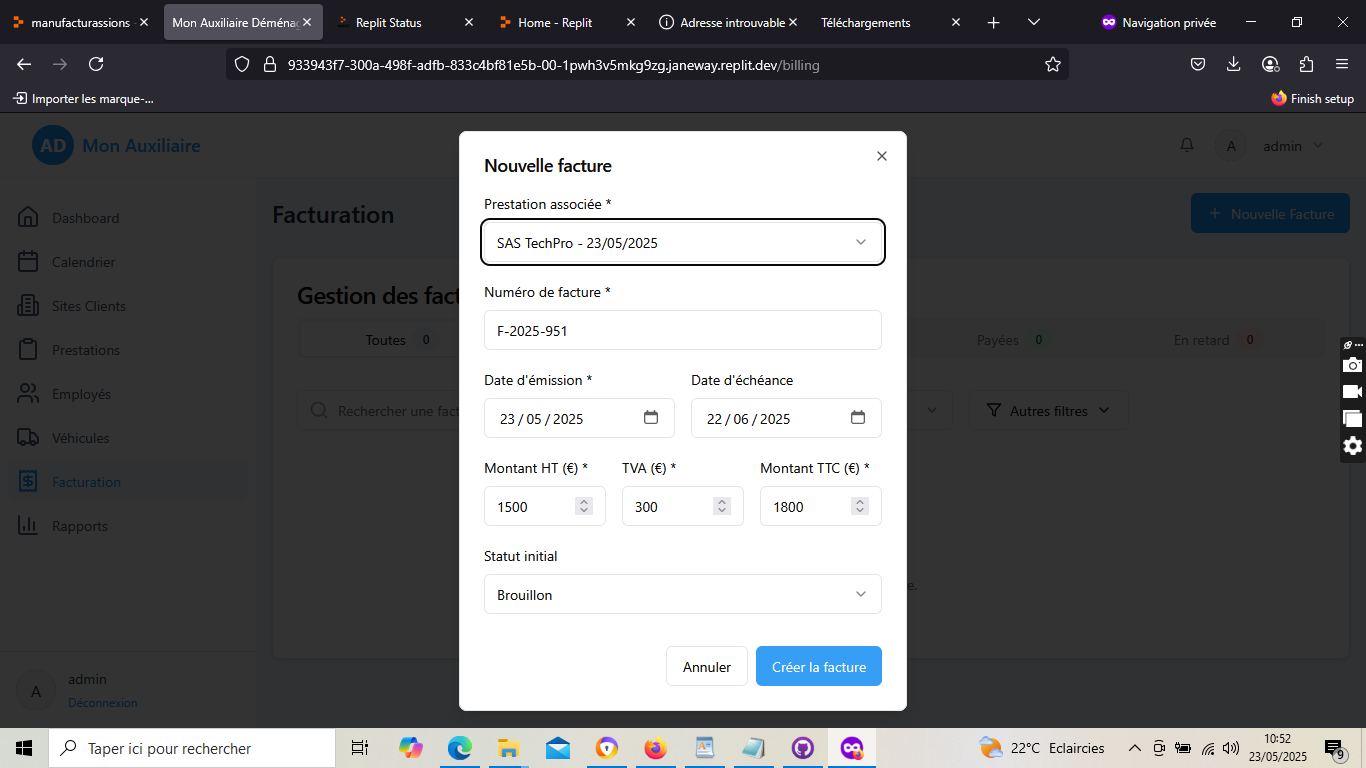 manufacturassions
Mon Auxiliaire Déména
Replit Status
Home - Replit
Adresse introuvable
Téléchargements
Navigation privée
933943f7-300a-498f-adfb-833c4bf81e5b-00-1pwh3v5mkg9zg.janeway.replit.dev/billing
Importer les marque-...
Finish setup
AD Mon Auxiliaire
A admin
Dashboard
Calendrier
Sites Clients
Prestations
Employés
Véhicules
Facturation
Rapports
A admin
Déconnexion
Facturation
+ Nouvelle Facture
Gestion des fact
Toutes 0
Payées 0
En retard 0
Rechercher une fact
Autres filtres
e.
Nouvelle facture
Prestation associée *
SAS TechPro - 23/05/2025
Numéro de facture *
F-2025-951
Date d'émission * Date d'échéance
23 / 05 / 2025 22 / 06 / 2025
Montant HT (€) * TVA (€) * Montant TTC (€) *
1500 300 1800
Statut initial
Brouillon
Annuler Créer la facture
Taper ici pour rechercher
22°C Eclaircies
10:52
23/05/2025
9